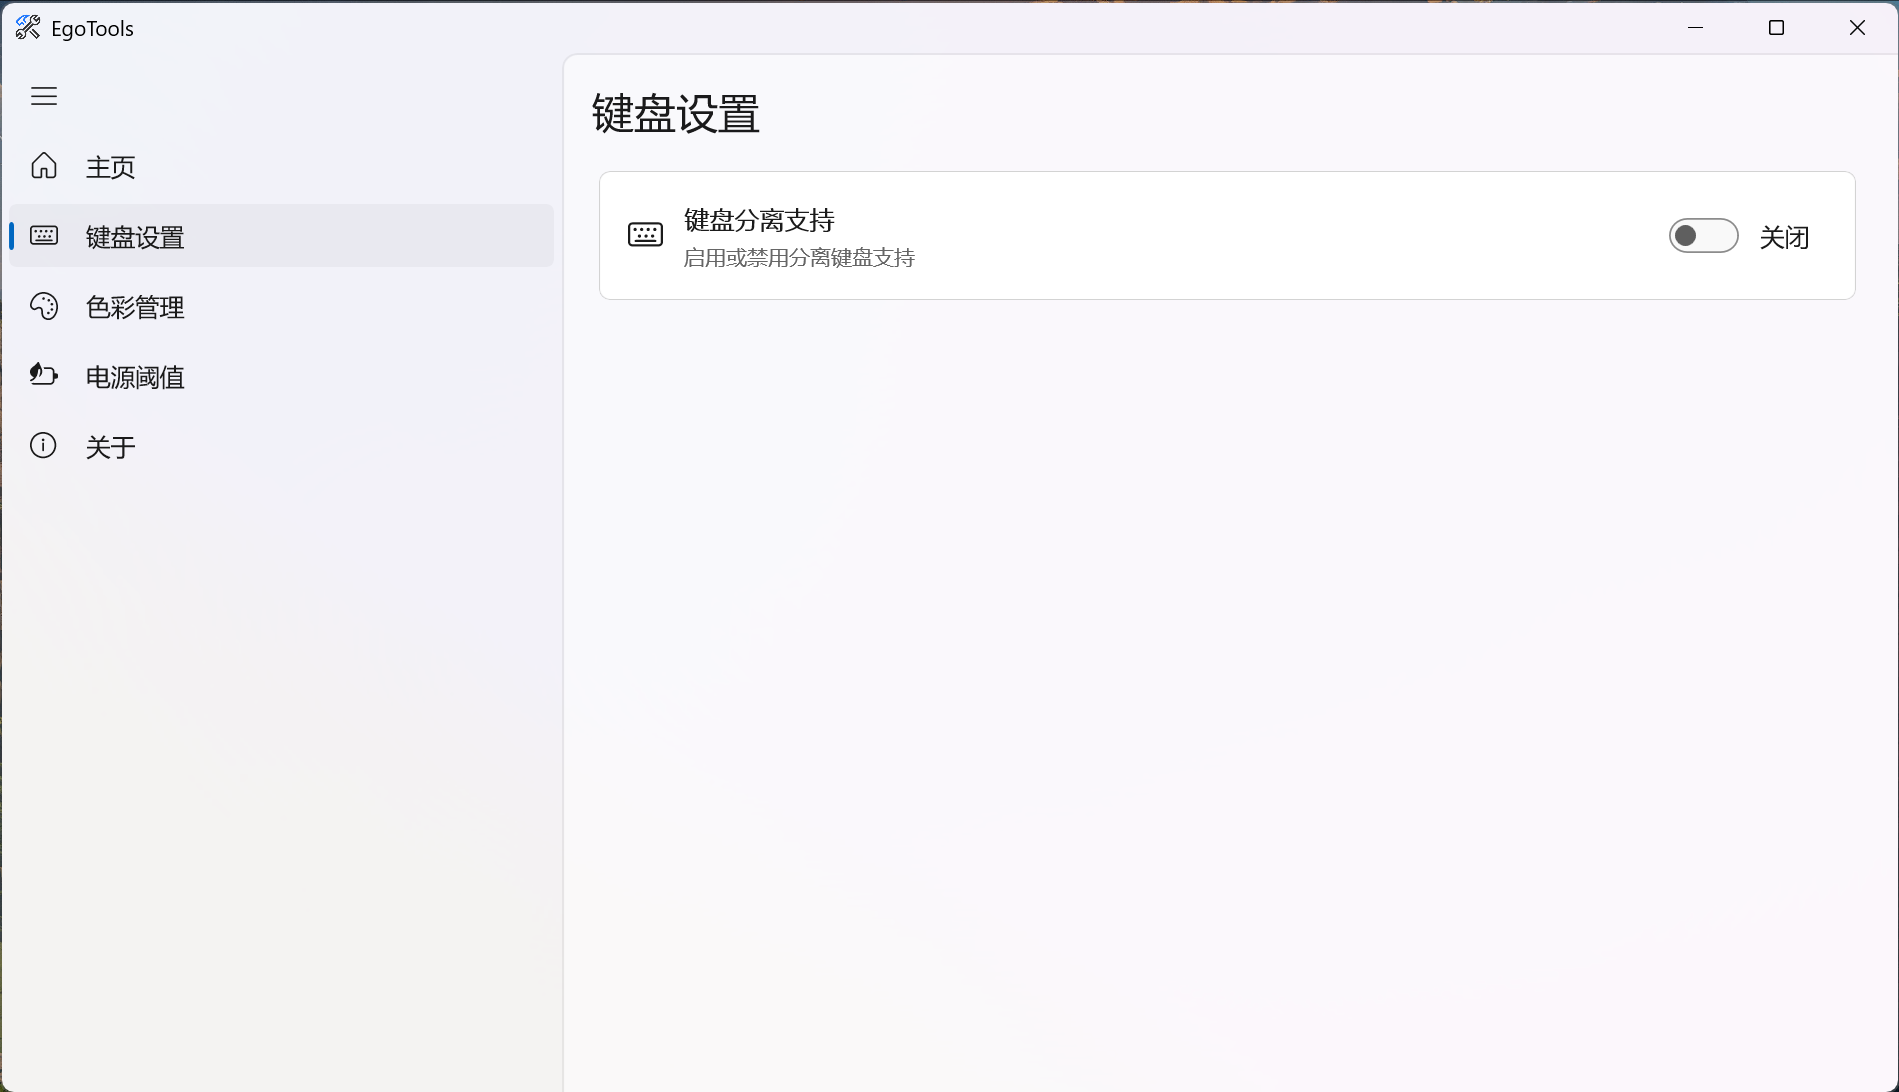 EgoTools
主页
键盘设置
色彩管理
电源阈值
关于
键盘设置
键盘分离支持
启用或禁用分离键盘支持
关闭